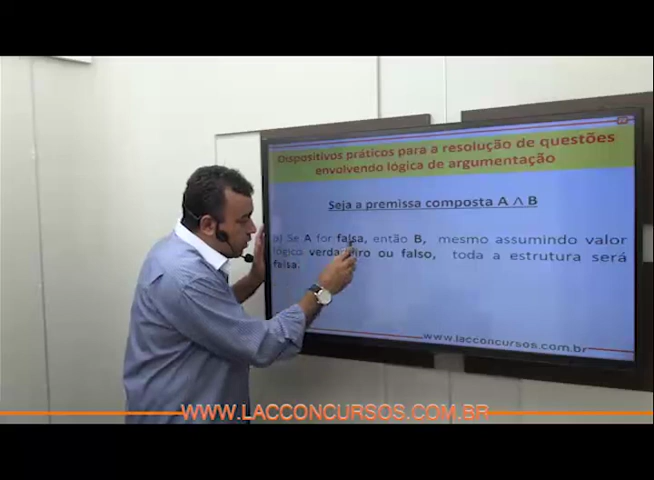 Dispositivos práticos para a resolução de questões
envolvendo lógica de argumentação
Seja a premissa composta A ∧ B
Se A for falsa, então B, mesmo assumindo valor
lógico verdadeiro ou falso, toda a estrutura será
falsa.
www.lacconcursos.com.br
WWW.LACCONCURSOS.COM.BR